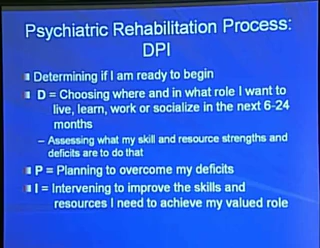 Psychiatric Rehabilitation Process:
DPI
Determining if I am ready to begin
D = Choosing where and in what role I want to
live, learn, work or socialize in the next 6-24
months
– Assessing what my skill and resource strengths and
deficits are to do that
P = Planning to overcome my deficits
I = Intervening to improve the skills and
resources I need to achieve my valued role